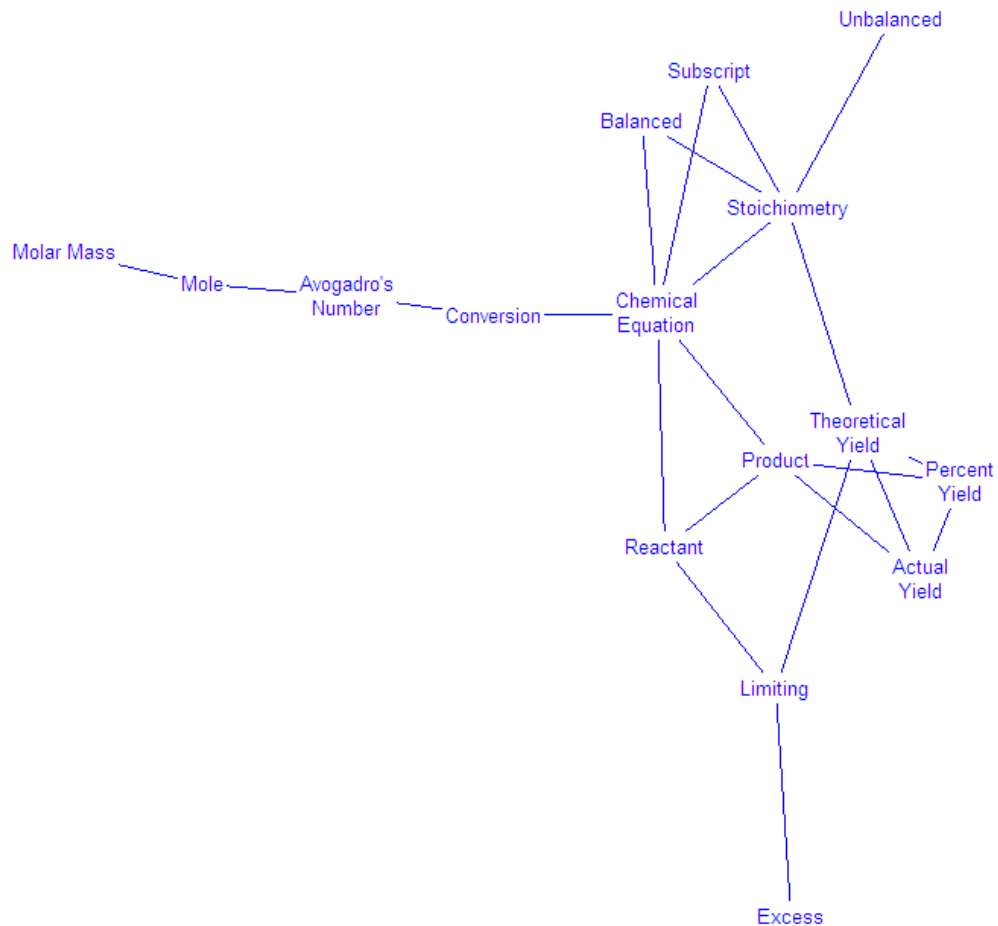 Unbalanced
Subscript
Balanced
Stoichiometry
Molar Mass
Mole
Avogadro's
Number
Conversion
Chemical
Equation
Theoretical
Yield
Product
Percent
Yield
Reactant
Actual
Yield
Limiting
Excess